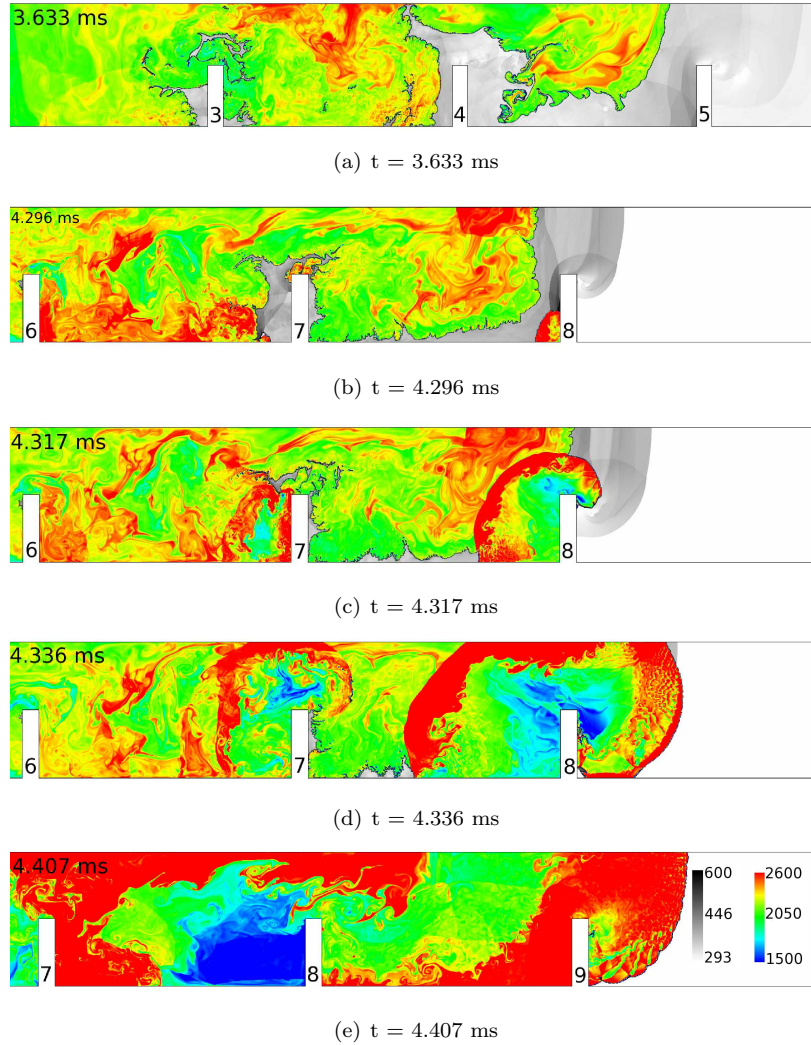 3.633 ms
3 4 5
(a) t = 3.633 ms
4.296 ms
6 7 8
(b) t = 4.296 ms
4.317 ms
6 7 8
(c) t = 4.317 ms
4.336 ms
6 7 8
(d) t = 4.336 ms
4.407 ms
600 2600
446 2050
293 1500
7 8 9
(e) t = 4.407 ms